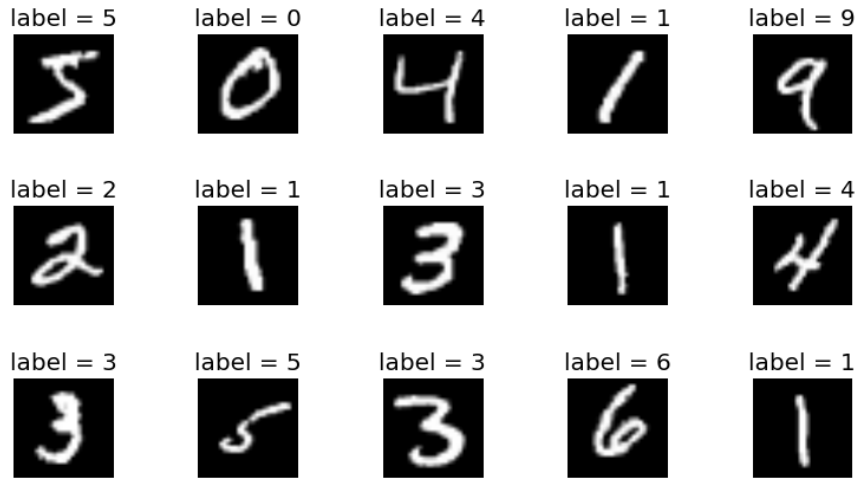 label = 5 label = 0 label = 4 label = 1 label = 9
5 0 4 1 9
label = 2 label = 1 label = 3 label = 1 label = 4
2 1 3 1 4
label = 3 label = 5 label = 3 label = 6 label = 1
3 5 3 6 1